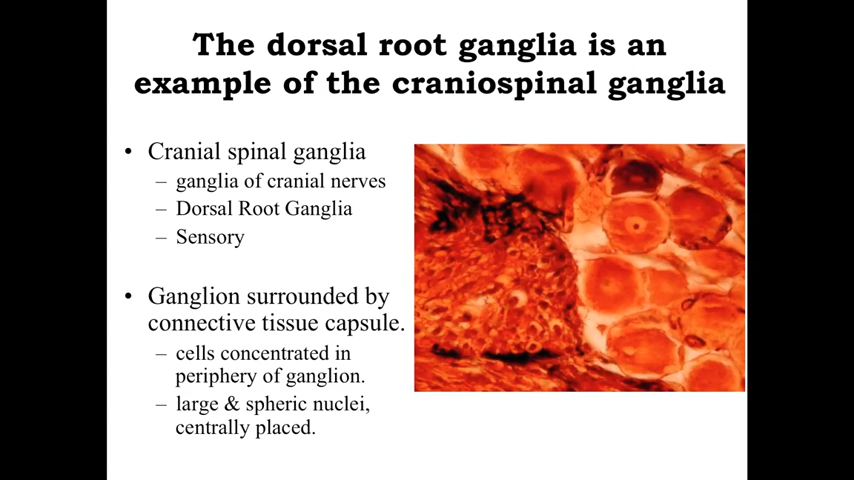 The dorsal root ganglia is an
example of the craniospinal ganglia
• Cranial spinal ganglia
– ganglia of cranial nerves
– Dorsal Root Ganglia
– Sensory
• Ganglion surrounded by
connective tissue capsule.
– cells concentrated in
periphery of ganglion.
– large & spheric nuclei,
centrally placed.